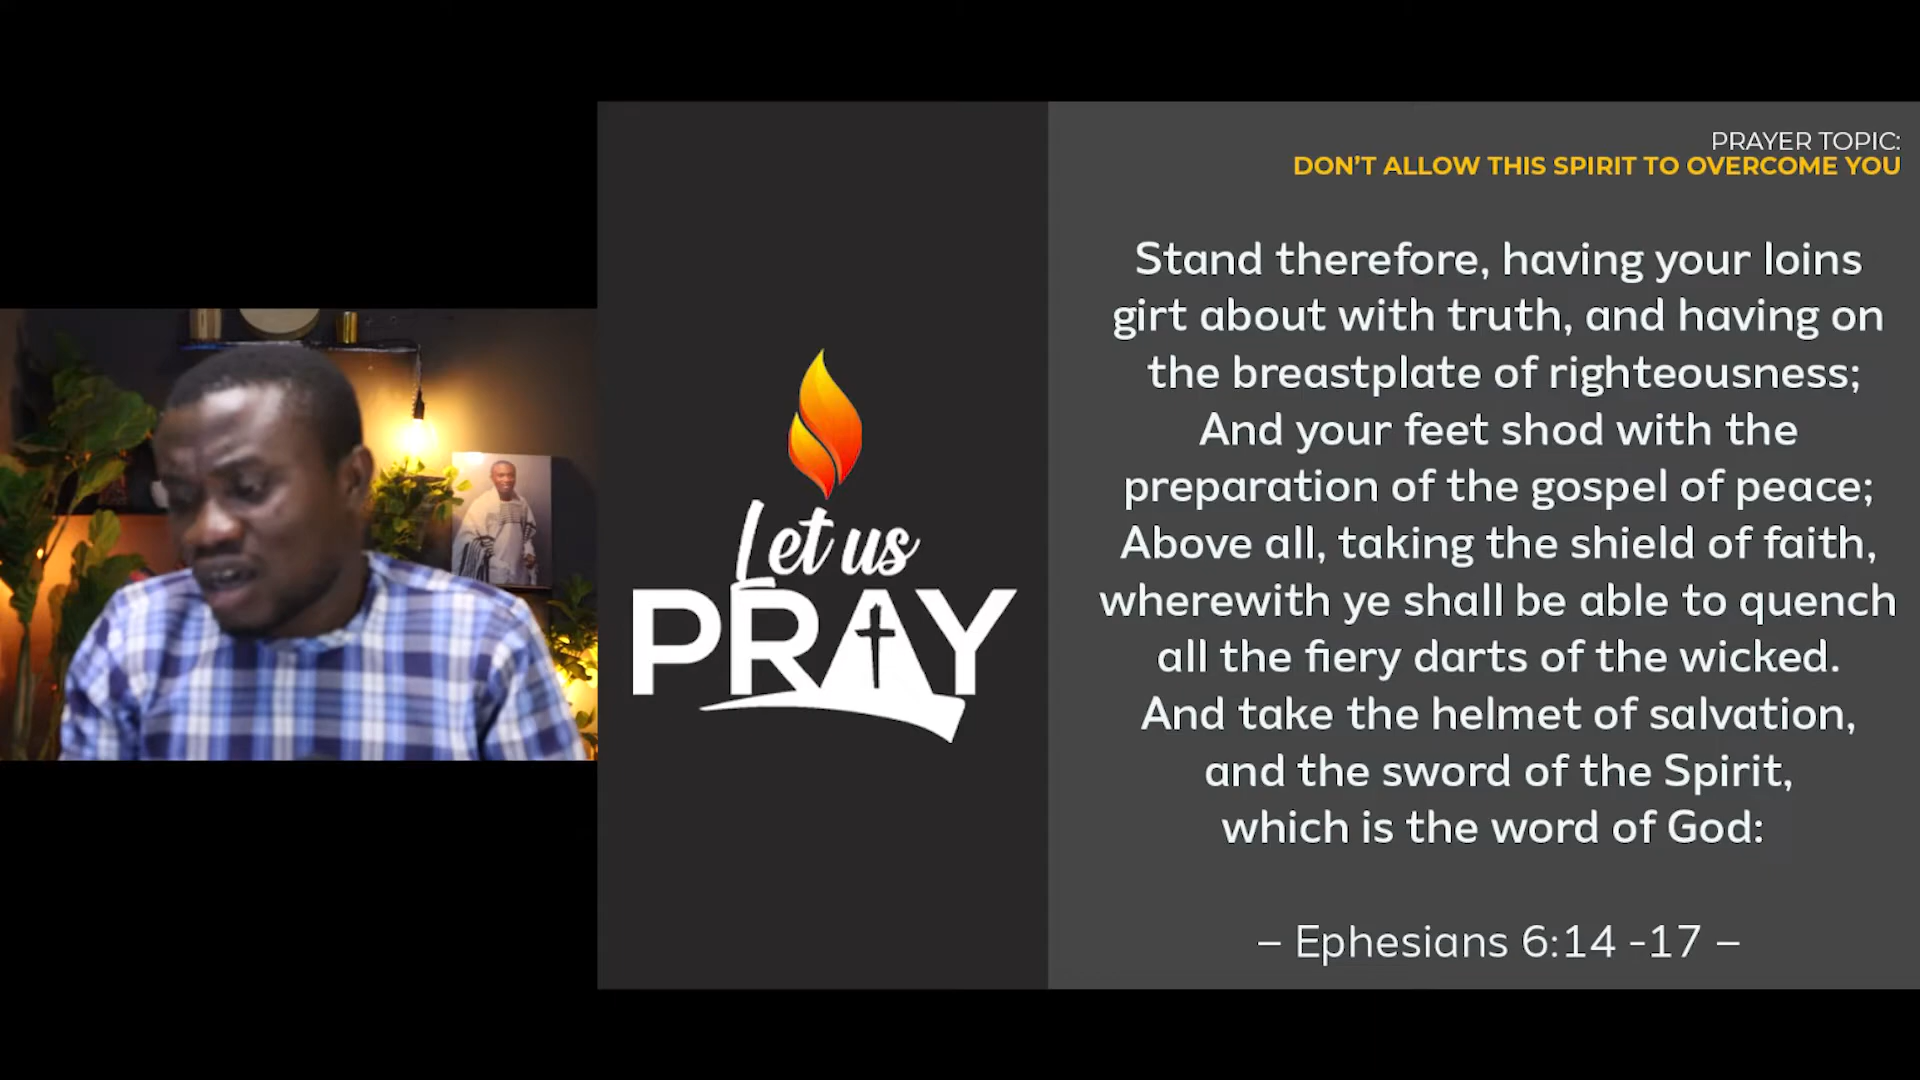 Let us
PRAY
PRAYER TOPIC:
DON'T ALLOW THIS SPIRIT TO OVERCOME YOU
Stand therefore, having your loins
girt about with truth, and having on
the breastplate of righteousness;
And your feet shod with the
preparation of the gospel of peace;
Above all, taking the shield of faith,
wherewith ye shall be able to quench
all the fiery darts of the wicked.
And take the helmet of salvation,
and the sword of the Spirit,
which is the word of God:
– Ephesians 6:14 -17 –